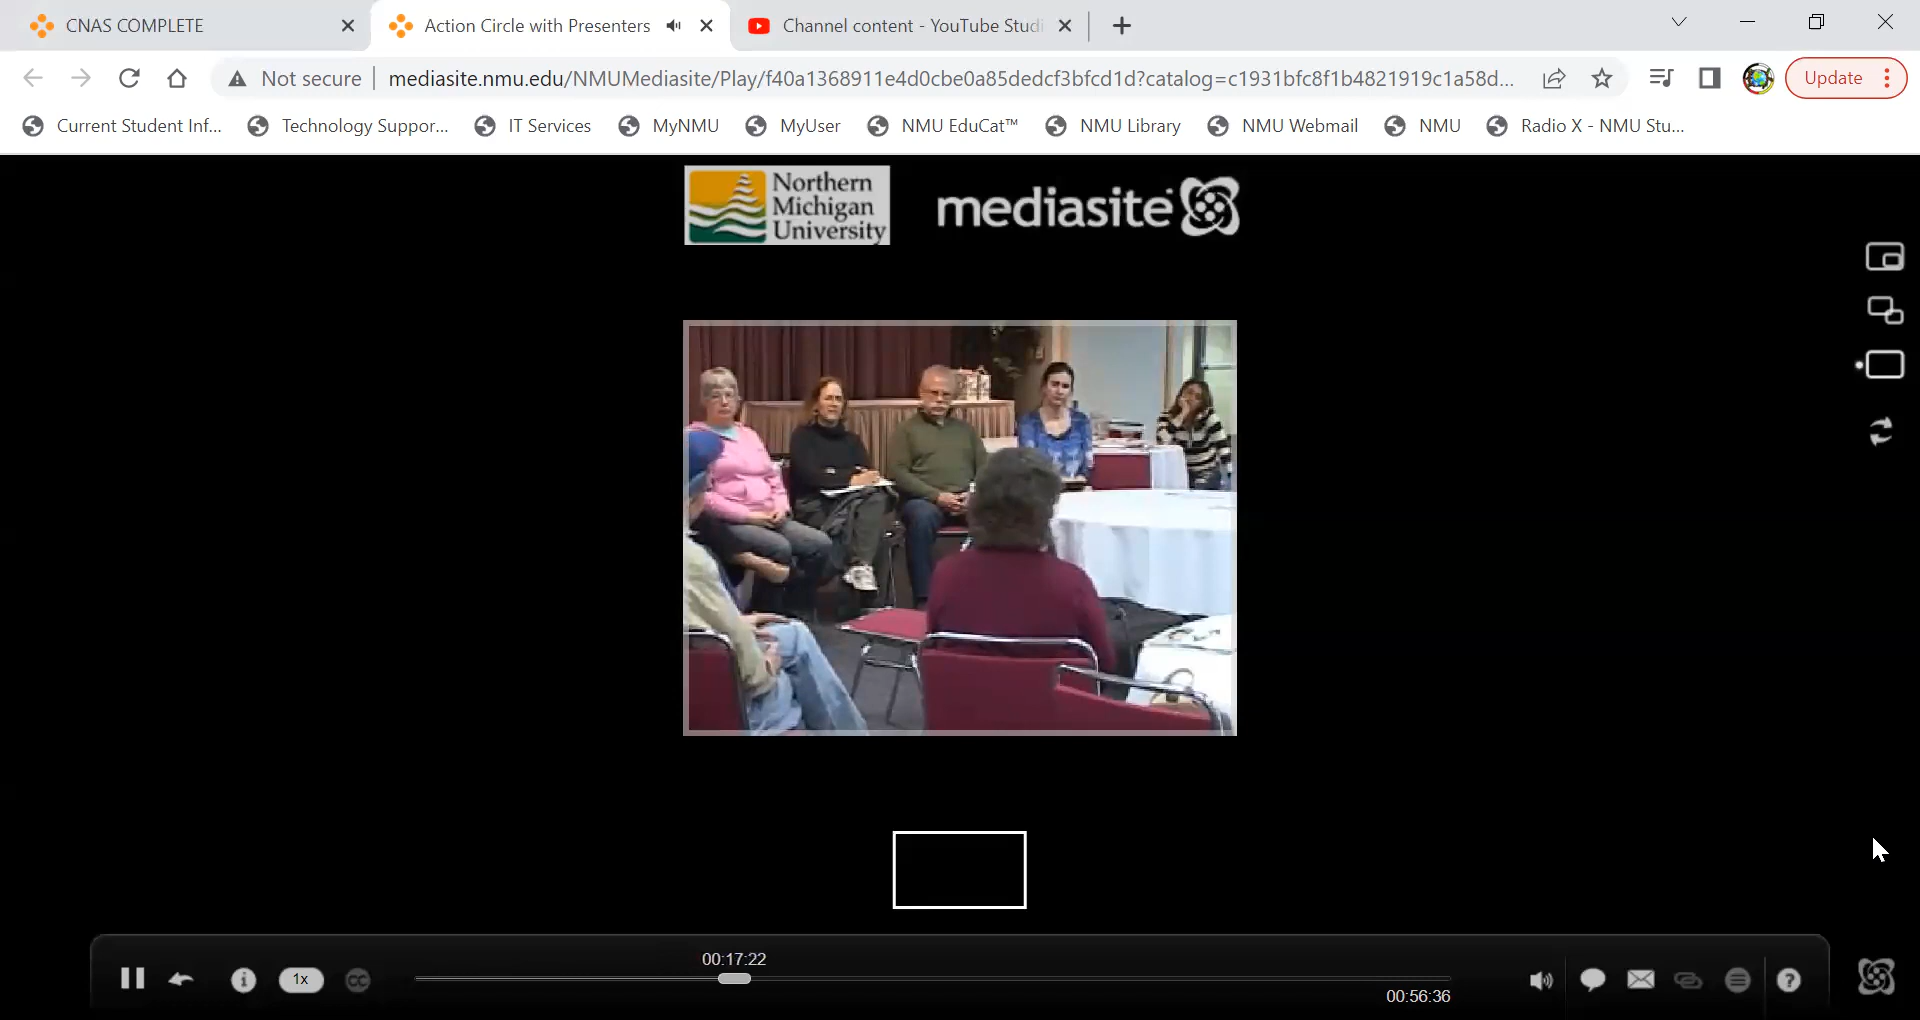 CNAS COMPLETE
Action Circle with Presenters
Channel content - YouTube Studi
Not secure
mediasite.nmu.edu/NMUMediasite/Play/f40a1368911e4d0cbe0a85dedcf3bfcd1d?catalog=c1931bfc8f1b4821919c1a58d...
Update
Current Student Inf...
Technology Suppor...
IT Services
MyNMU
MyUser
NMU EduCat™
NMU Library
NMU Webmail
NMU
Radio X - NMU Stu...
Northern
Michigan
University
mediasite
00:17:22
1x
CC
00:56:36